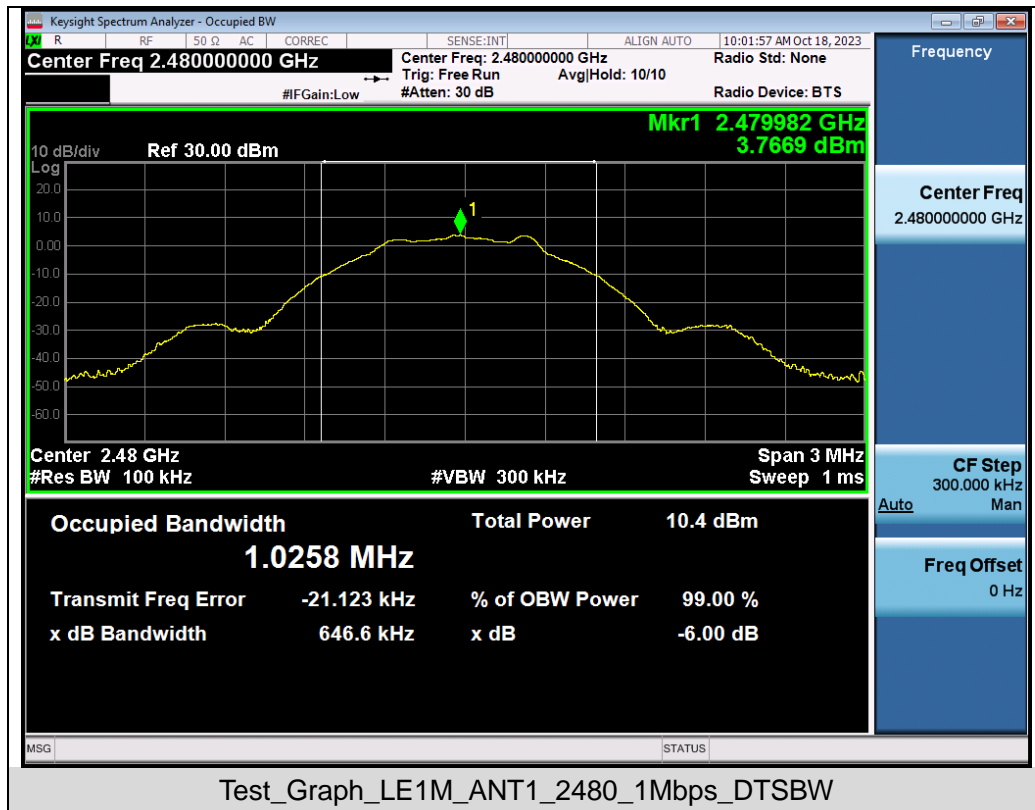 Keysight Spectrum Analyzer - Occupied BW
LXI R RF 50 Ω AC CORREC SENSE:INT ALIGN AUTO 10:01:57 AM Oct 18, 2023
Center Freq 2.480000000 GHz
Center Freq: 2.480000000 GHz
Radio Std: None
Trig: Free Run Avg|Hold: 10/10
#IFGain:Low
#Atten: 30 dB
Radio Device: BTS
Mkr1 2.479982 GHz
3.7669 dBm
10 dB/div Ref 30.00 dBm
Log
20.0
10.0
0.00
-10.0
-20.0
-30.0
-40.0
-50.0
-60.0
1
Center 2.48 GHz Span 3 MHz
#Res BW 100 kHz #VBW 300 kHz Sweep 1 ms
Occupied Bandwidth Total Power 10.4 dBm
1.0258 MHz
Transmit Freq Error -21.123 kHz % of OBW Power 99.00 %
x dB Bandwidth 646.6 kHz x dB -6.00 dB
MSG STATUS
Frequency
Center Freq
2.480000000 GHz
CF Step
300.000 kHz
Auto Man
Freq Offset
0 Hz
Test_Graph_LE1M_ANT1_2480_1Mbps_DTSBW